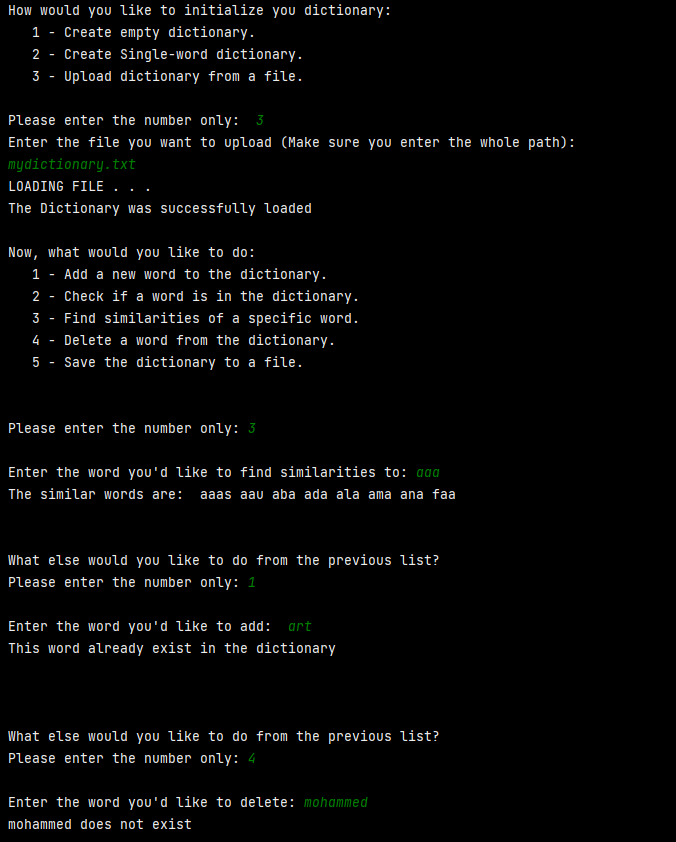 How would you like to initialize you dictionary:
1 - Create empty dictionary.
2 - Create Single-word dictionary.
3 - Upload dictionary from a file.
Please enter the number only:  3
Enter the file you want to upload (Make sure you enter the whole path):
mydictionary.txt
LOADING FILE . . .
The Dictionary was successfully loaded
Now, what would you like to do:
1 - Add a new word to the dictionary.
2 - Check if a word is in the dictionary.
3 - Find similarities of a specific word.
4 - Delete a word from the dictionary.
5 - Save the dictionary to a file.
Please enter the number only: 3
Enter the word you'd like to find similarities to: aaa
The similar words are:  aaas aau aba ada ala ama ana faa
What else would you like to do from the previous list?
Please enter the number only: 1
Enter the word you'd like to add:  art
This word already exist in the dictionary
What else would you like to do from the previous list?
Please enter the number only: 4
Enter the word you'd like to delete: mohammed
mohammed does not exist